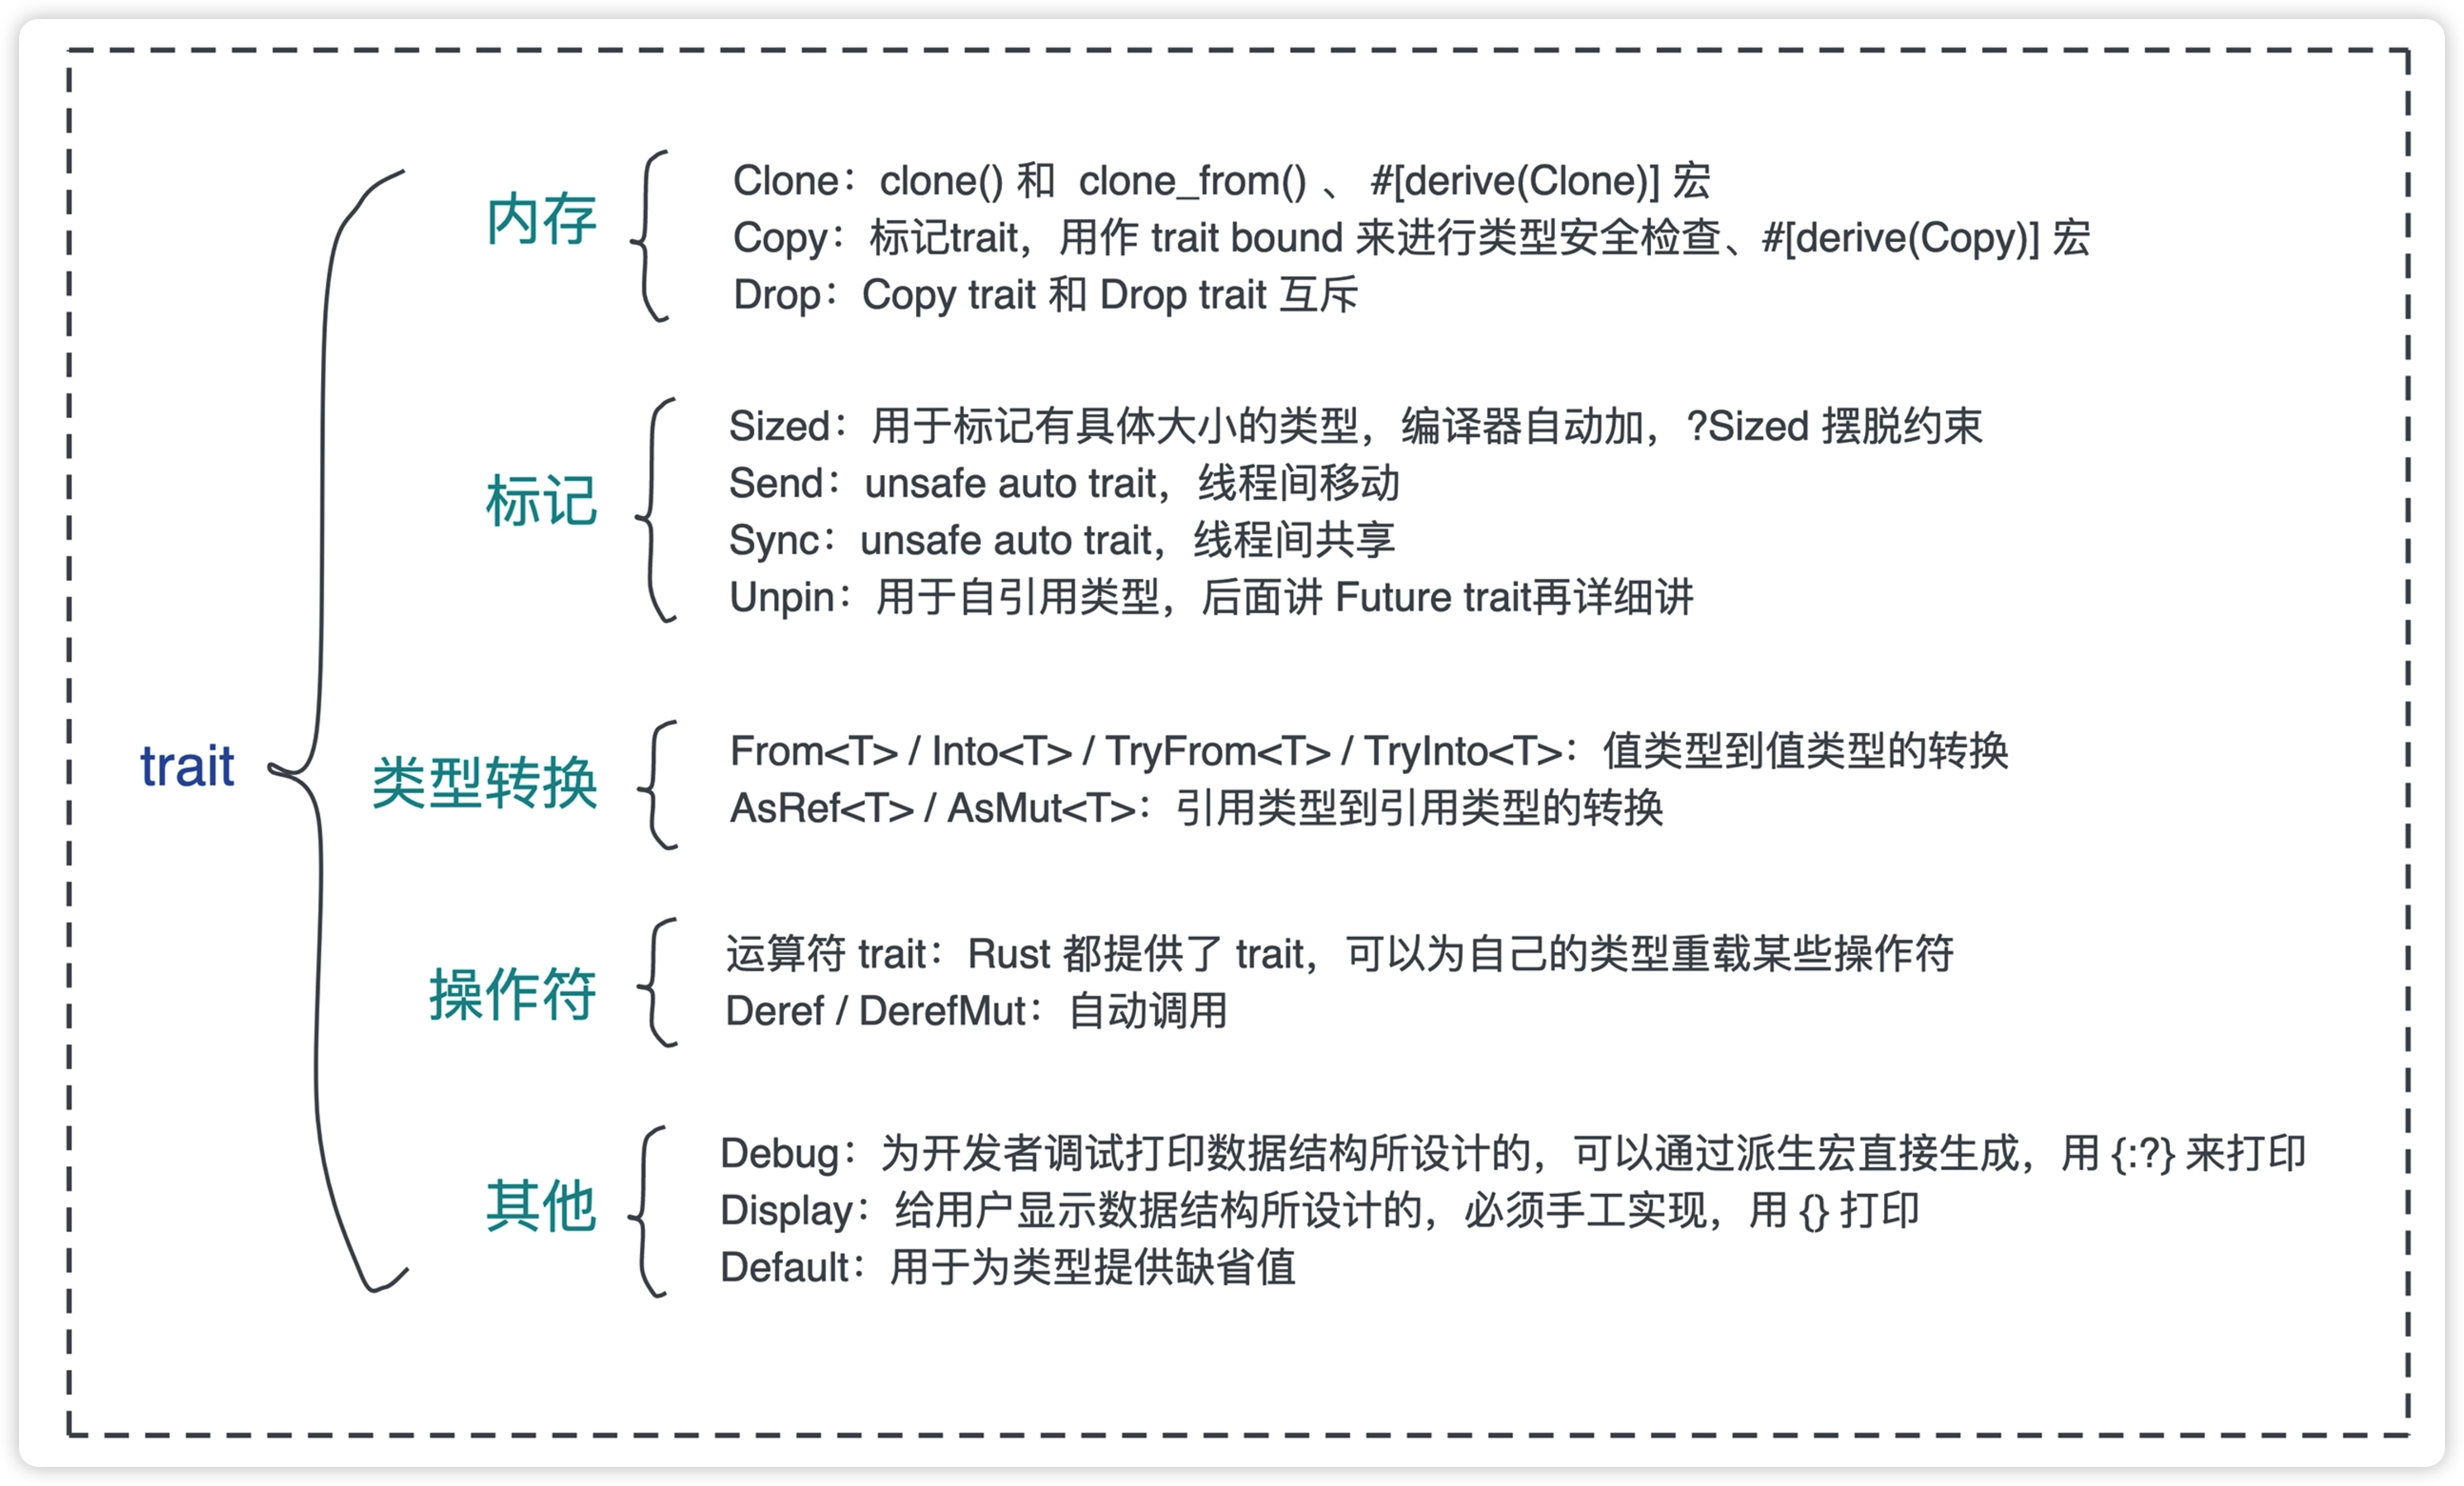 trait
内存
Clone：clone() 和 clone_from() 、 #[derive(Clone)] 宏
Copy：标记trait，用作 trait bound 来进行类型安全检查、#[derive(Copy)] 宏
Drop：Copy trait 和 Drop trait 互斥
标记
Sized：用于标记有具体大小的类型，编译器自动加，?Sized 摆脱约束
Send：unsafe auto trait，线程间移动
Sync：unsafe auto trait，线程间共享
Unpin：用于自引用类型，后面讲 Future trait再详细讲
类型转换
From<T> / Into<T> / TryFrom<T> / TryInto<T>：值类型到值类型的转换
AsRef<T> / AsMut<T>：引用类型到引用类型的转换
操作符
运算符 trait：Rust 都提供了 trait，可以为自己的类型重载某些操作符
Deref / DerefMut：自动调用
其他
Debug：为开发者调试打印数据结构所设计的，可以通过派生宏直接生成，用 {:?} 来打印
Display：给用户显示数据结构所设计的，必须手工实现，用 {} 打印
Default：用于为类型提供缺省值